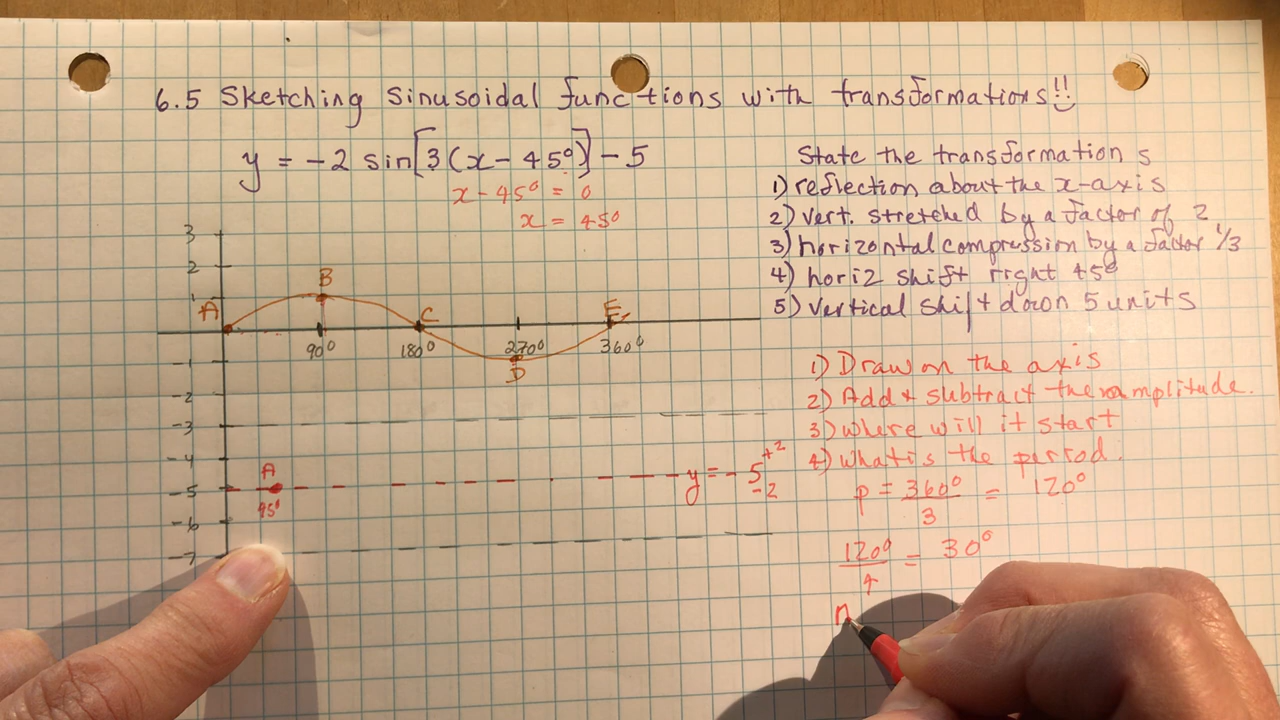 6.5 Sketching Sinusoidal functions with transformations!!
y = -2 sin[3(x - 45°)] - 5
x - 45° = 0
x = 45°
State the transformations
1) reflection about the x-axis
2) vert. stretched by a factor of 2
3) horizontal compression by a factor 1/3
4) horiz shift right 45°
5) vertical shift down 5 units
3
2
1
-1
-2
-3
-4
-5
-6
-7
A
B
C
D
E
90°
180°
270°
360°
A
45°
y = -5
+2
-2
1) Draw on the axis
2) Add & subtract the amplitude.
3) where will it start
4) what is the period.
p = 360°/3 = 120°
120°/4 = 30°